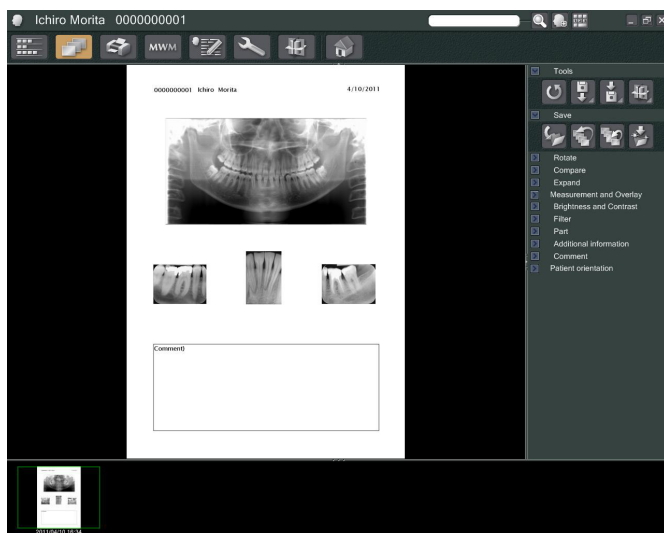 Ichiro Morita 0000000001
MWM
0000000001 Ichiro Morita 4/10/2011
Comment)
Tools
Save
Rotate
Compare
Expand
Measurement and Overlay
Brightness and Contrast
Filter
Part
Additional information
Comment
Patient orientation
2011/04/10 16:34